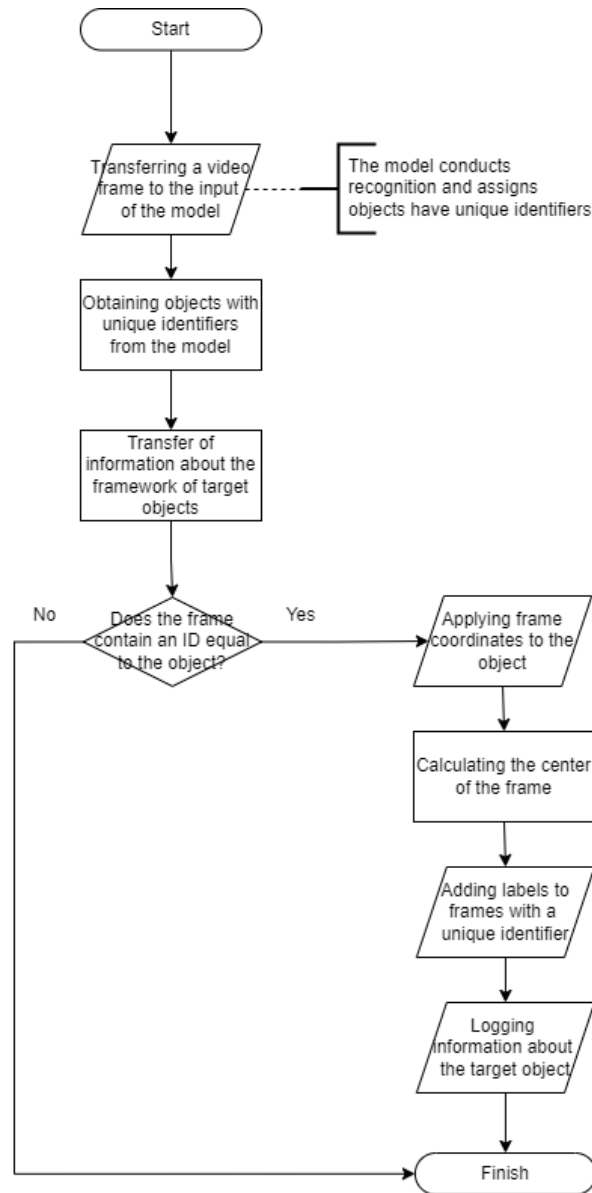 Start
Transferring a video
frame to the input
of the model
The model conducts
recognition and assigns
objects have unique identifiers
Obtaining objects with
unique identifiers
from the model
Transfer of
information about the
framework of target
objects
No
Does the frame
contain an ID equal
to the object?
Yes
Applying frame
coordinates to the
object
Calculating the center
of the frame
Adding labels to
frames with a
unique identifier
Logging
information about
the target object
Finish